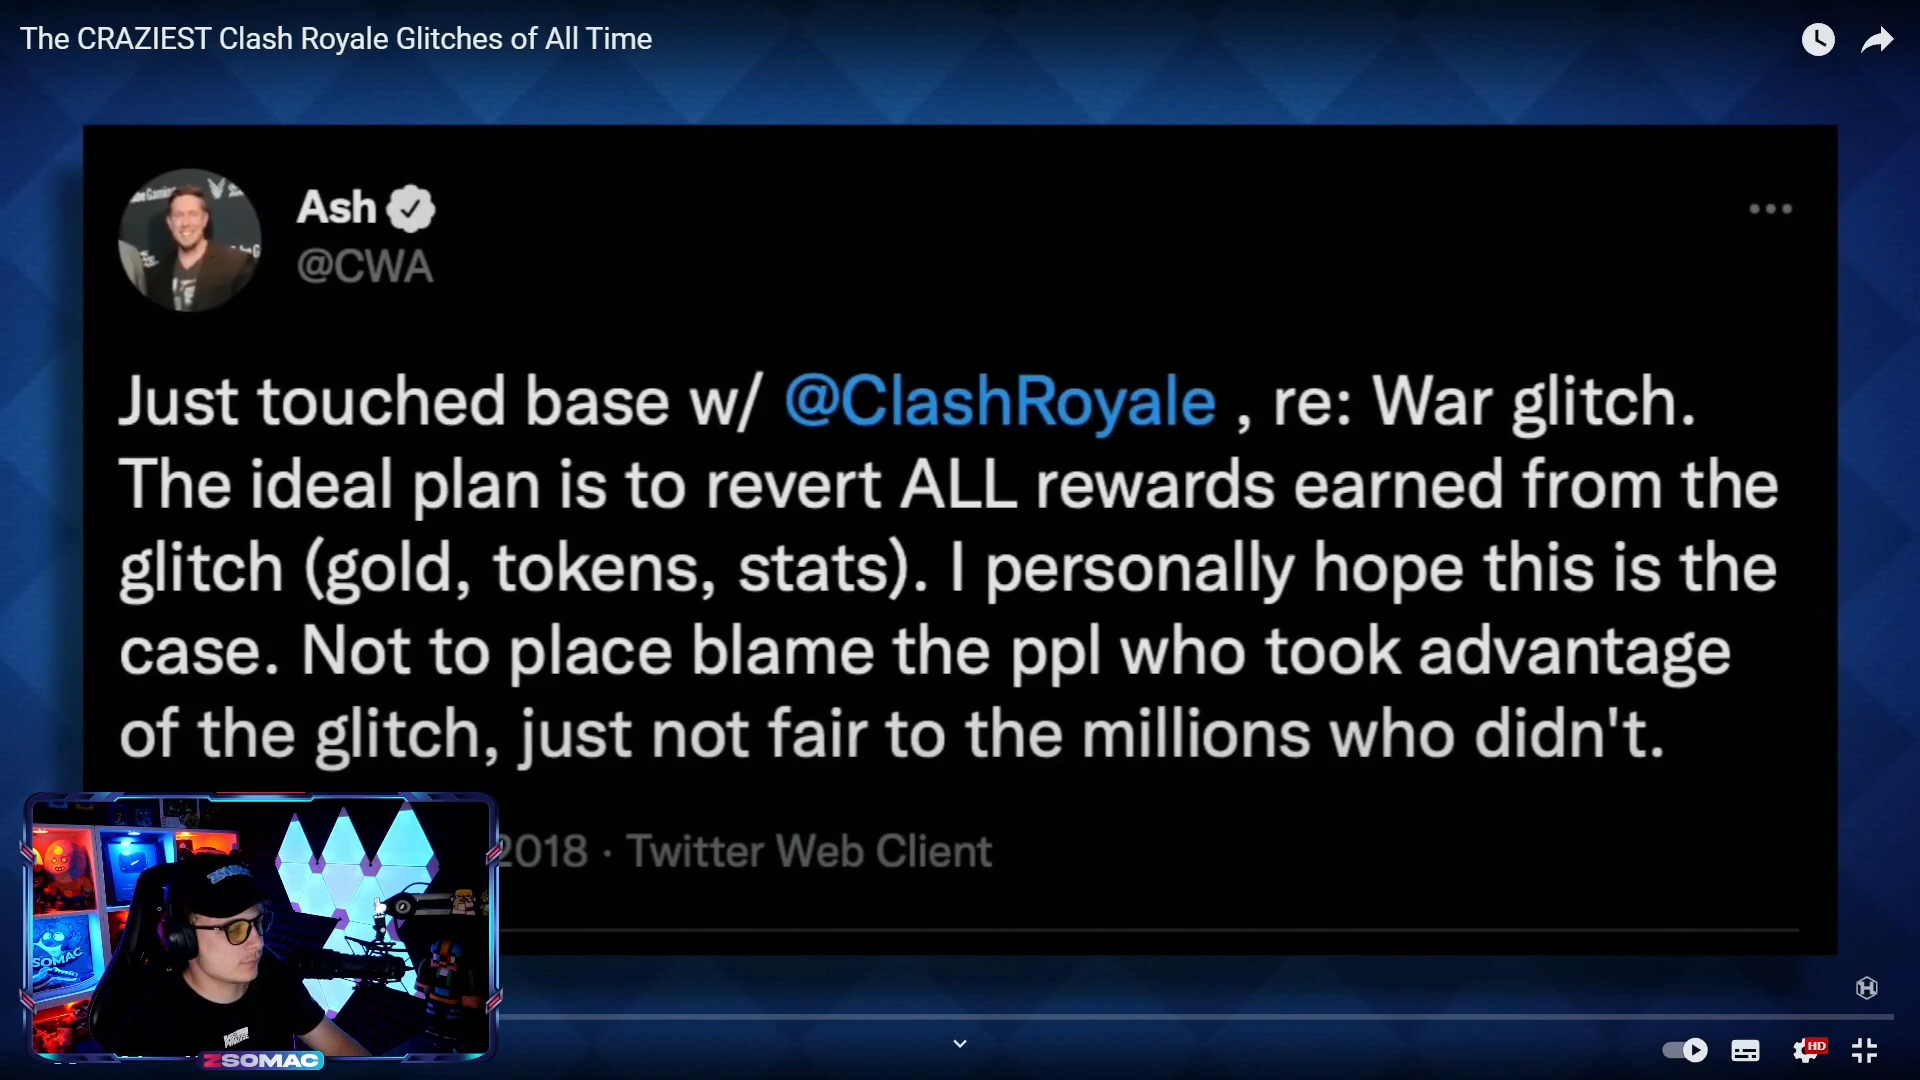 The CRAZIEST Clash Royale Glitches of All Time
Ash
@CWA
Just touched base w/ @ClashRoyale , re: War glitch.
The ideal plan is to revert ALL rewards earned from the
glitch (gold, tokens, stats). I personally hope this is the
case. Not to place blame the ppl who took advantage
of the glitch, just not fair to the millions who didn't.
2018 · Twitter Web Client
SOMAC
ZSOMAC
HD